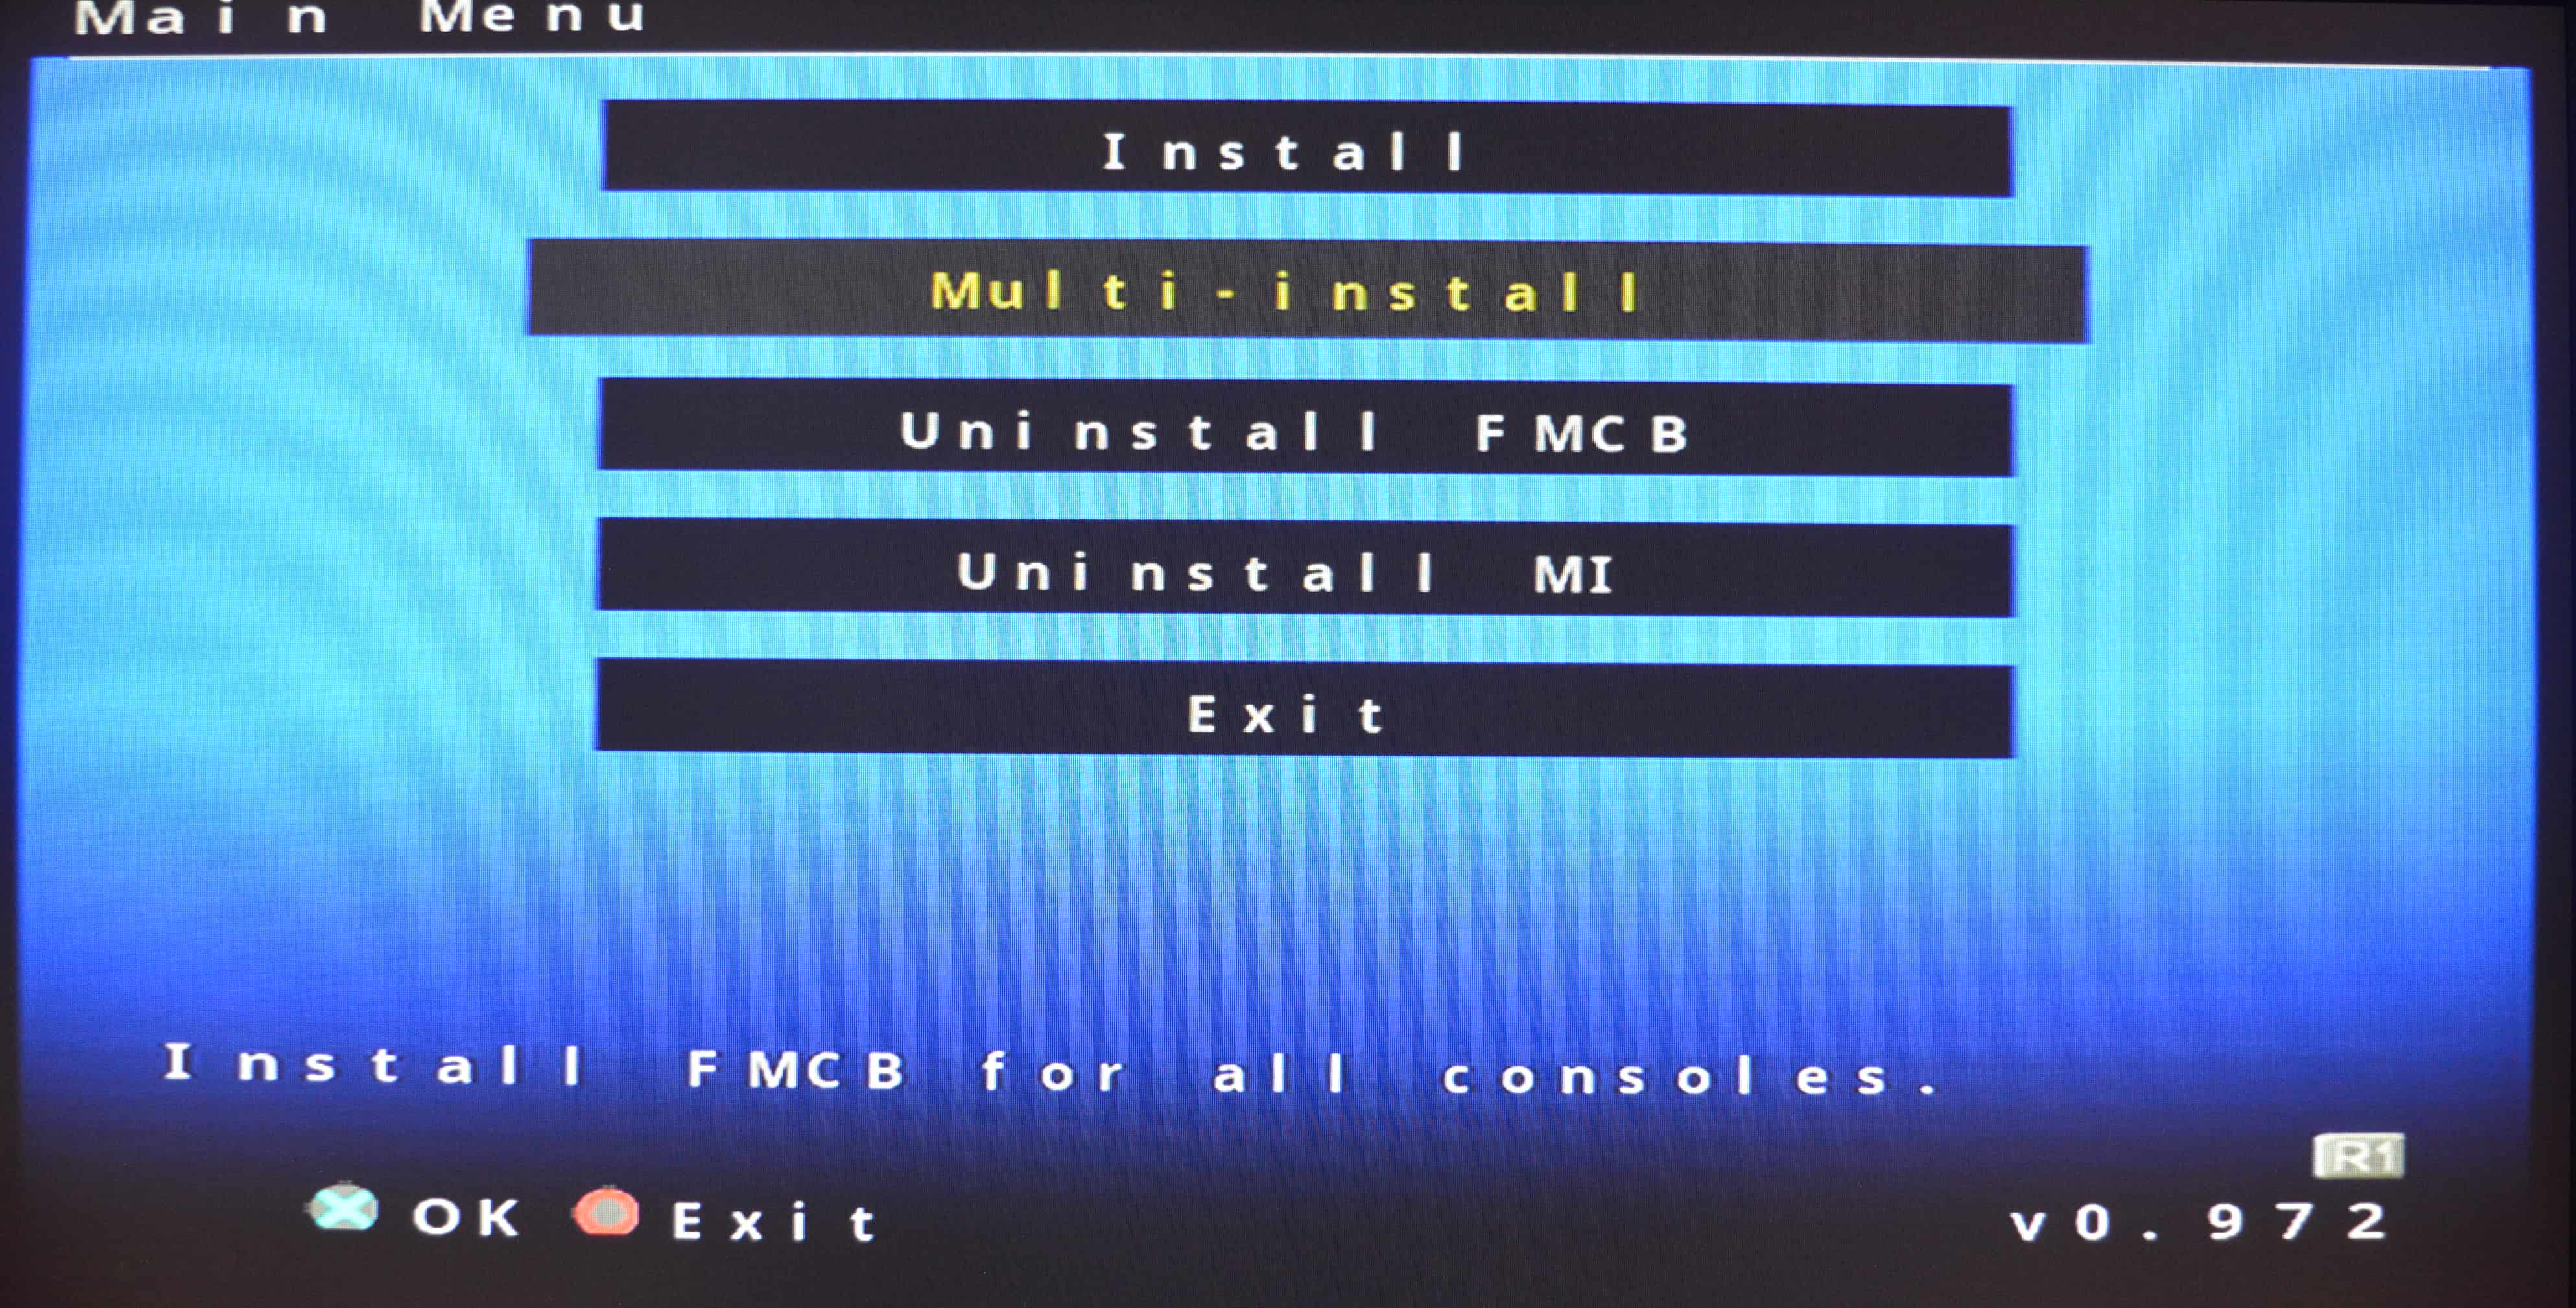 Main Menu
Install
Multi-install
Uninstall FMCB
Uninstall MI
Exit
Install FMCB for all consoles.
R1
OK Exit
v0.972